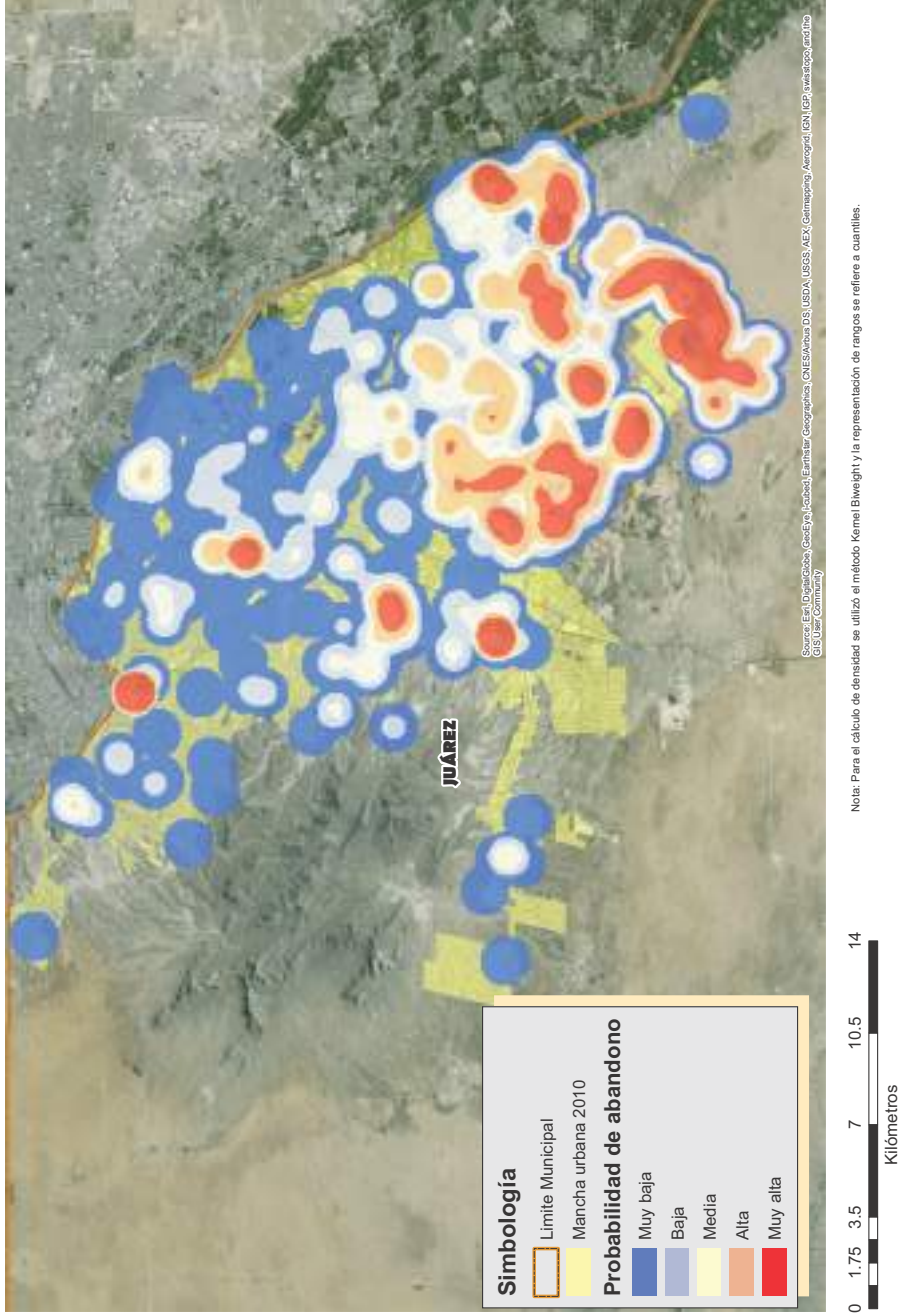 JUÁREZ
Simbología
Limite Municipal
Mancha urbana 2010
Probabilidad de abandono
Muy baja
Baja
Media
Alta
Muy alta
Source: Esri, DigitalGlobe, GeoEye, i-cubed, Earthstar Geographics, CNES/Airbus DS, USDA, USGS, AEX, Getmapping, Aerogrid, IGN, IGP, swisstopo, and the
GIS User Community
0 1.75 3.5 7 10.5 14
Kilómetros
Nota: Para el cálculo de densidad se utilizó el método Kernel Biweight y la representación de rangos se refiere a cuantiles.